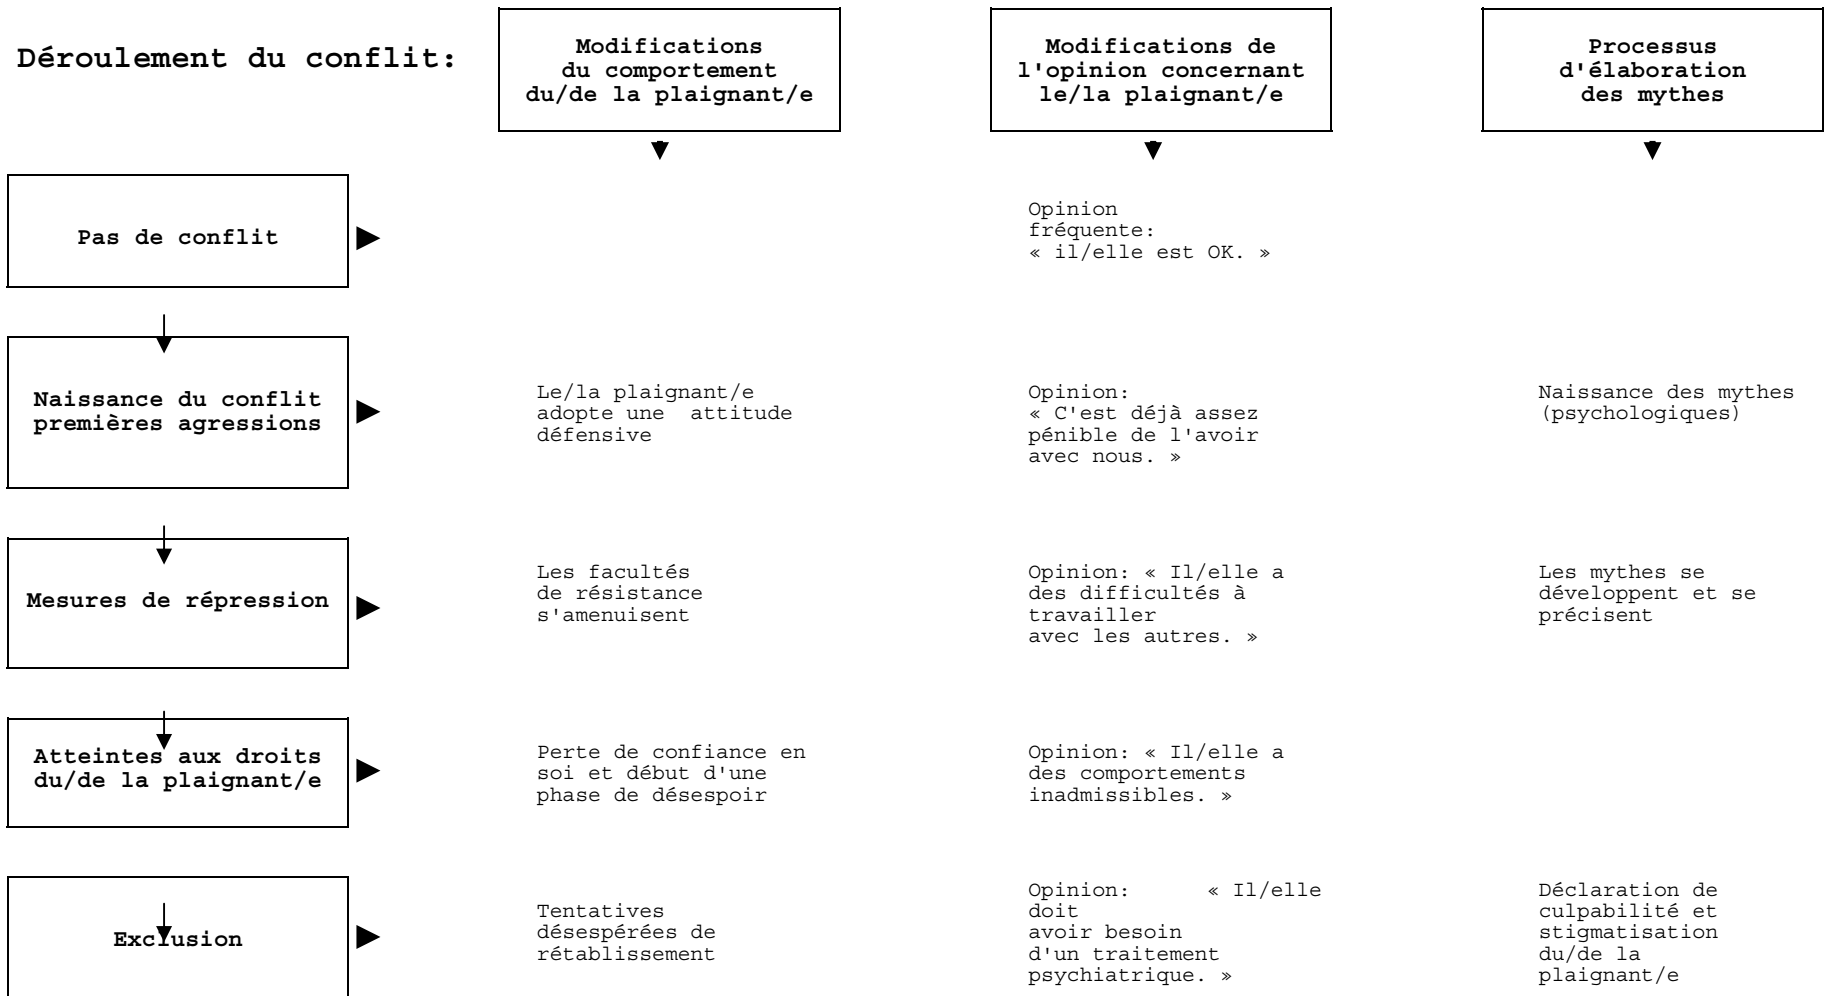 Déroulement du conflit:
Modifications
du comportement
du/de la plaignant/e
Modifications de
l'opinion concernant
le/la plaignant/e
Processus
d'élaboration
des mythes
Pas de conflit
Opinion
fréquente:
« il/elle est OK. »
Naissance du conflit
premières agressions
Le/la plaignant/e
adopte une attitude
défensive
Opinion:
« C'est déjà assez
pénible de l'avoir
avec nous. »
Naissance des mythes
(psychologiques)
Mesures de répression
Les facultés
de résistance
s'amenuisent
Opinion: « Il/elle a
des difficultés à
travailler
avec les autres. »
Les mythes se
développent et se
précisent
Atteintes aux droits
du/de la plaignant/e
Perte de confiance en
soi et début d'une
phase de désespoir
Opinion: « Il/elle a
des comportements
inadmissibles. »
Exclusion
Tentatives
désespérées de
rétablissement
Opinion: « Il/elle
doit
avoir besoin
d'un traitement
psychiatrique. »
Déclaration de
culpabilité et
stigmatisation
du/de la
plaignant/e